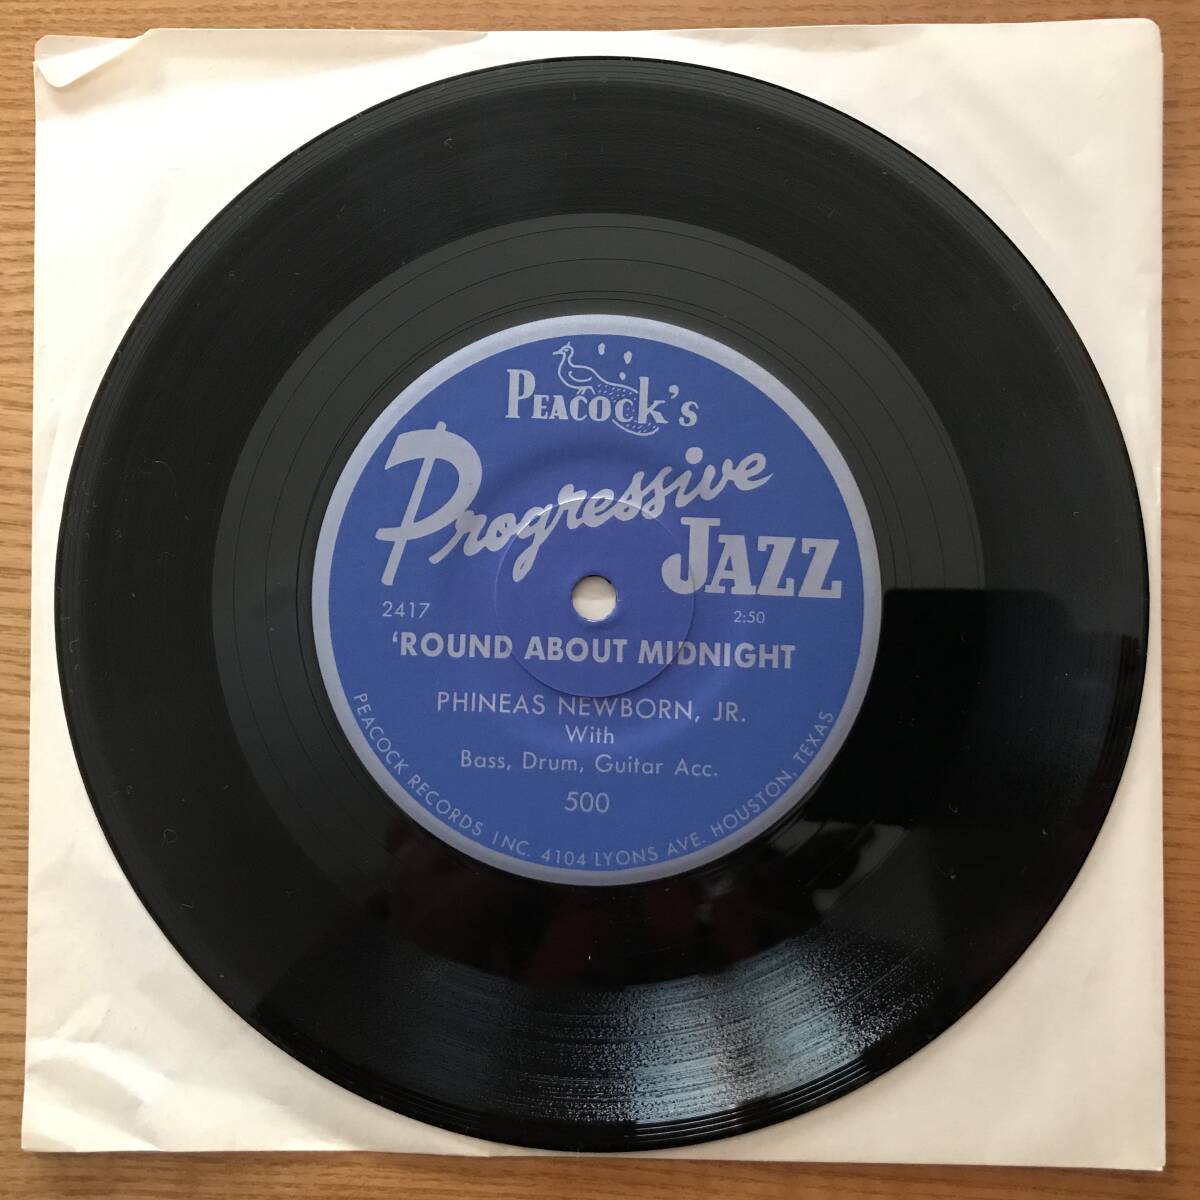 PEACOCK'S
Progressive
JAZZ
2417
2:50
'ROUND ABOUT MIDNIGHT
PHINEAS NEWBORN, JR.
With
Bass, Drum, Guitar Acc.
500
PEACOCK RECORDS INC. 4104 LYONS AVE. HOUSTON, TEXAS